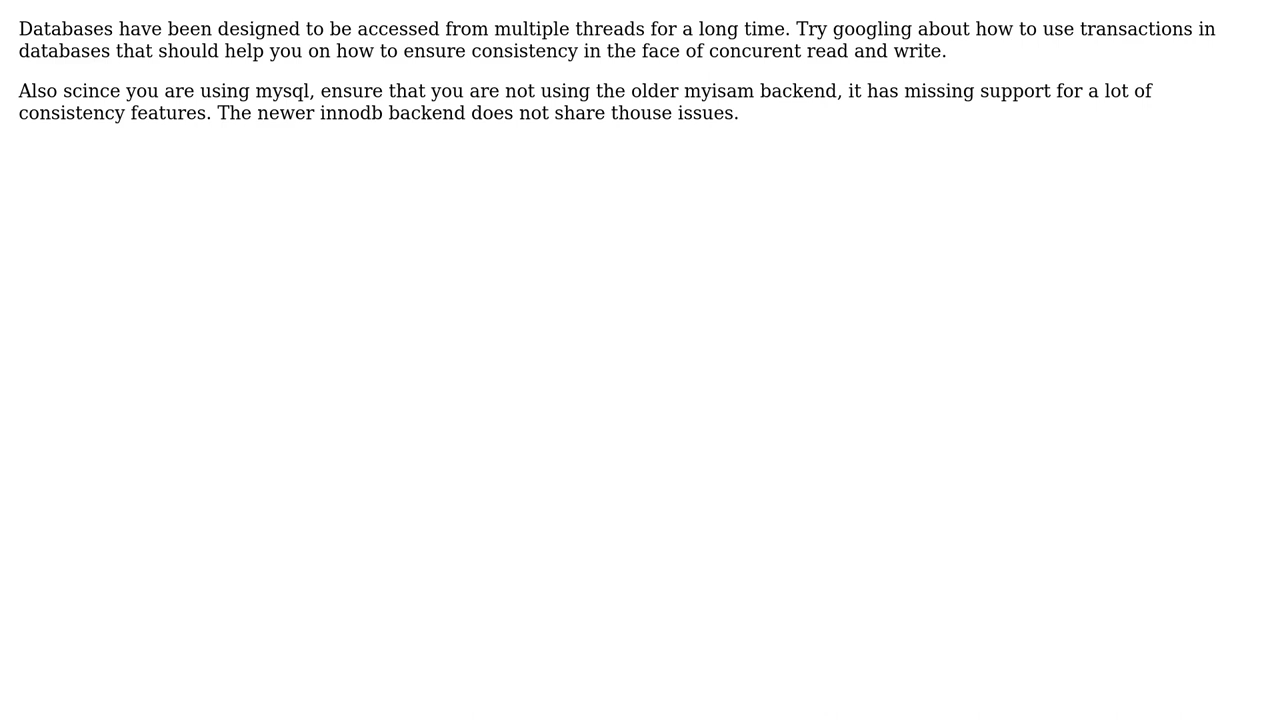 Databases have been designed to be accessed from multiple threads for a long time. Try googling about how to use transactions in
databases that should help you on how to ensure consistency in the face of concurent read and write.
Also scince you are using mysql, ensure that you are not using the older myisam backend, it has missing support for a lot of
consistency features. The newer innodb backend does not share thouse issues.